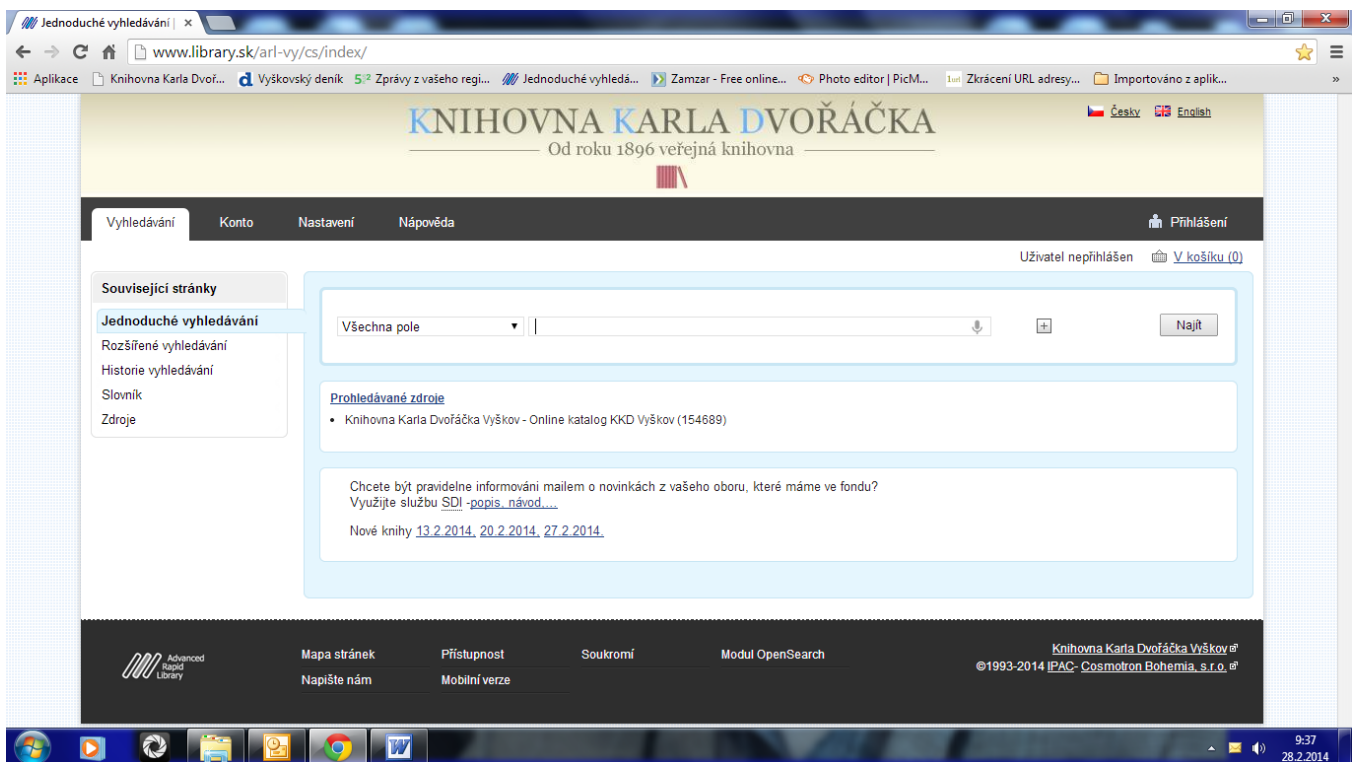 Jednoduché vyhledávání |
www.library.sk/arl-vy/cs/index/
Aplikace Knihovna Karla Dvoř... Vyškovský deník Zprávy z vašeho regi... Jednoduché vyhledá... Zamzar - Free online... Photo editor | PicM... Zkrácení URL adresy... Importováno z aplik... »
KNIHOVNA KARLA DVOŘÁČKA
Od roku 1896 veřejná knihovna
Česky English
Vyhledávání Konto Nastavení Nápověda Přihlášení
Uživatel nepřihlášen V košíku (0)
Související stránky
Jednoduché vyhledávání
Rozšířené vyhledávání
Historie vyhledávání
Slovník
Zdroje
Všechna pole Najít
Prohledávané zdroje
• Knihovna Karla Dvořáčka Vyškov - Online katalog KKD Vyškov (154689)
Chcete být pravidelne informováni mailem o novinkách z vašeho oboru, které máme ve fondu?
Využijte službu SDI -popis, návod,...
Nové knihy 13.2.2014, 20.2.2014, 27.2.2014,
Advanced
Rapid
Library
Mapa stránek Přístupnost Soukromí Modul OpenSearch
Napište nám Mobilní verze
Knihovna Karla Dvořáčka Vyškov
©1993-2014 IPAC- Cosmotron Bohemia, s.r.o.
9:37
28.2.2014